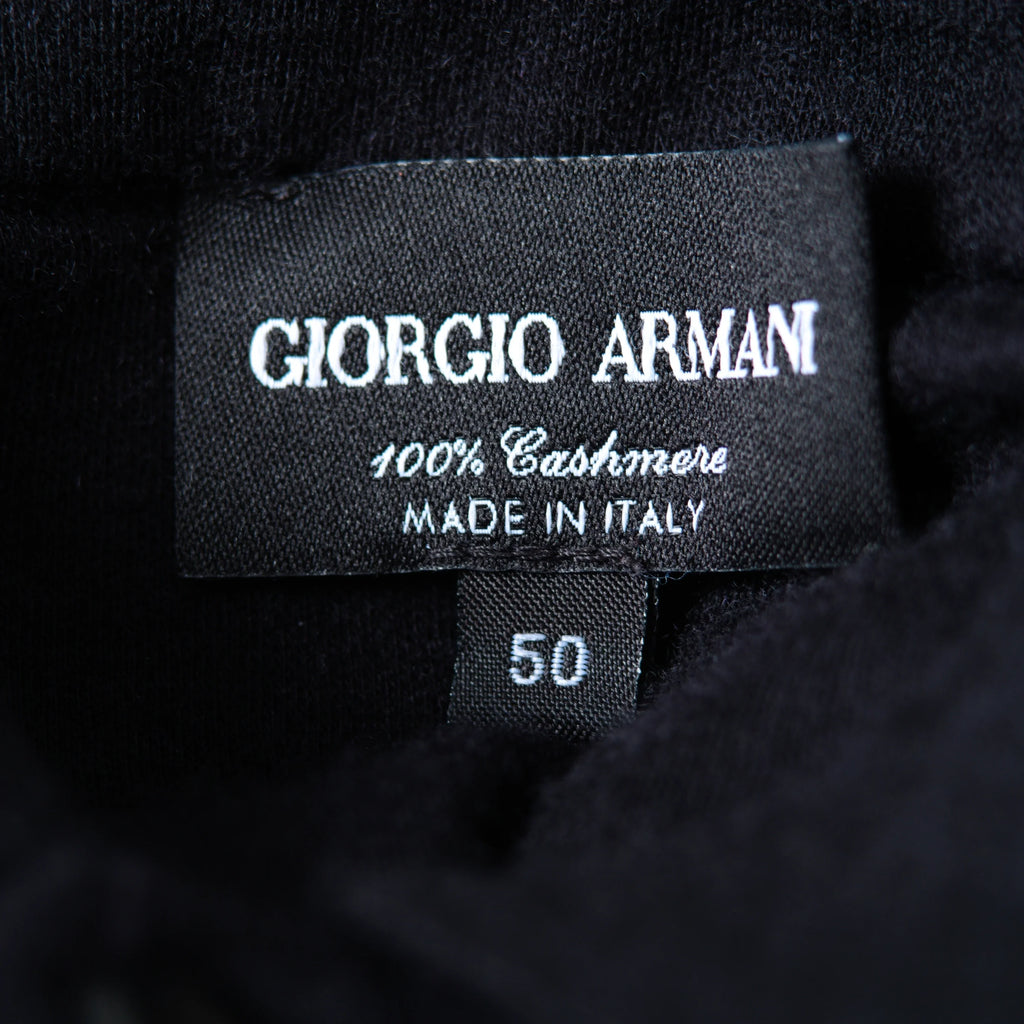 GIORGIO ARMANI
100% Cashmere
MADE IN ITALY
50